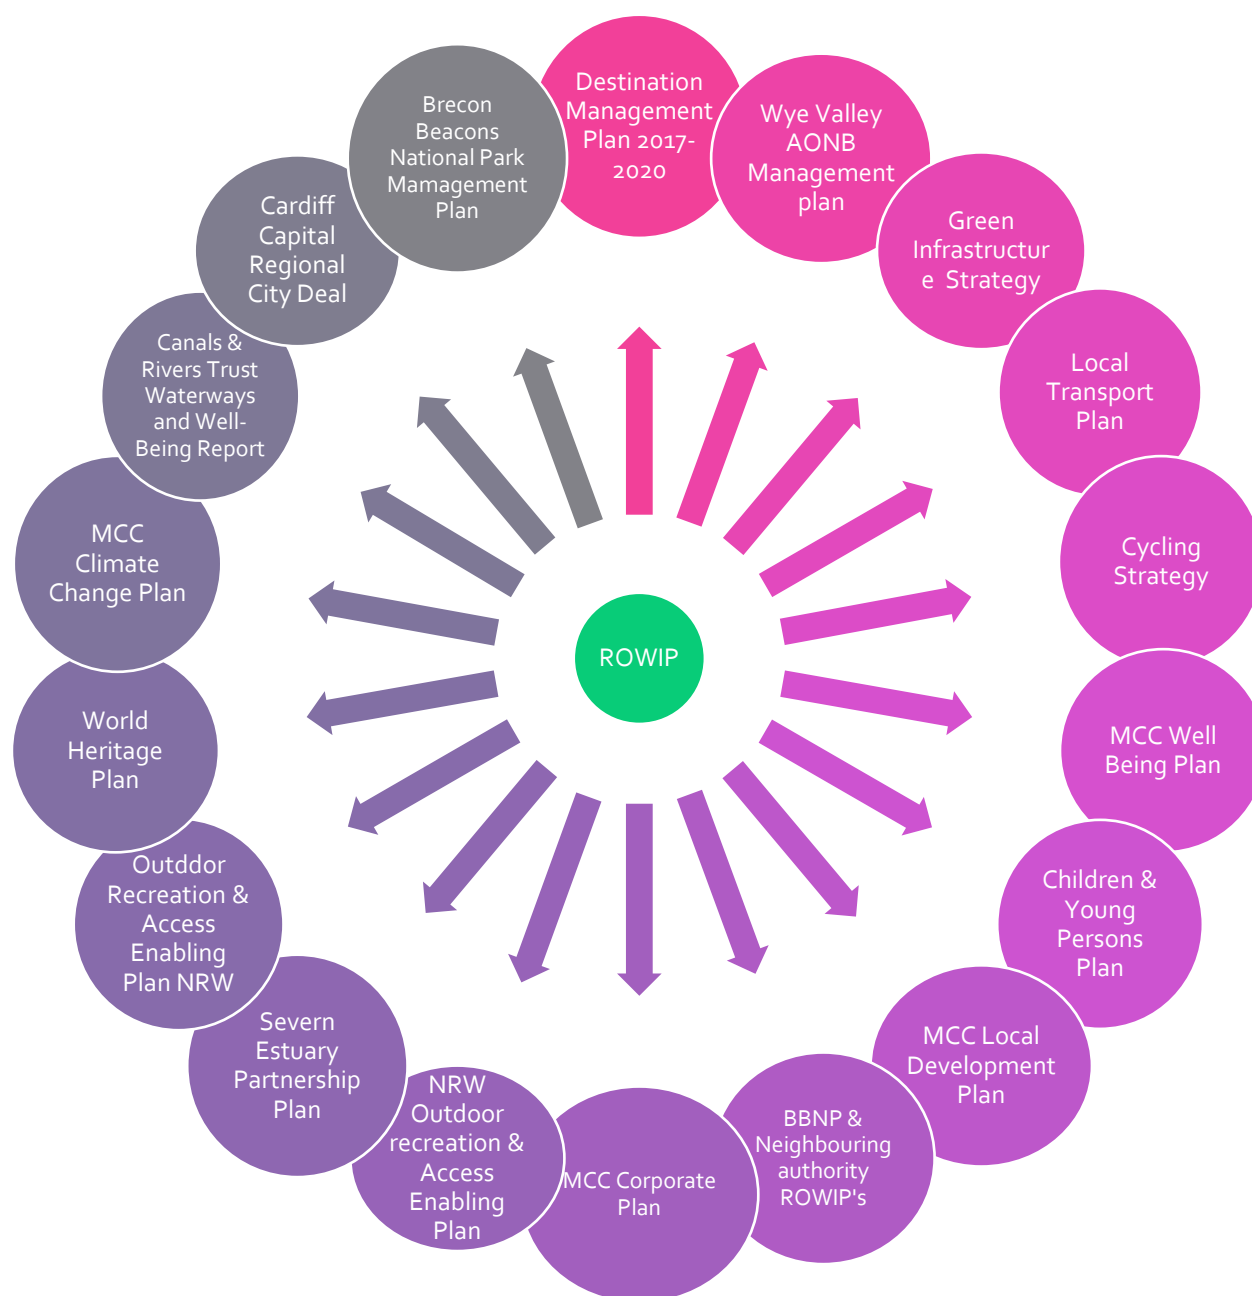 Destination
Management
Plan 2017-
2020
Wye Valley
AONB
Management
plan
Green
Infrastructur
e Strategy
Local
Transport
Plan
Cycling
Strategy
MCC Well
Being Plan
Children &
Young
Persons
Plan
MCC Local
Development
Plan
BBNP &
Neighbouring
authority
ROWIP's
MCC Corporate
Plan
NRW
Outdoor
recreation &
Access
Enabling
Plan
Severn
Estuary
Partnership
Plan
Outddor
Recreation &
Access
Enabling
Plan NRW
World
Heritage
Plan
MCC
Climate
Change Plan
Canals &
Rivers Trust
Waterways
and Well-
Being Report
Cardiff
Capital
Regional
City Deal
Brecon
Beacons
National Park
Mamagement
Plan
ROWIP